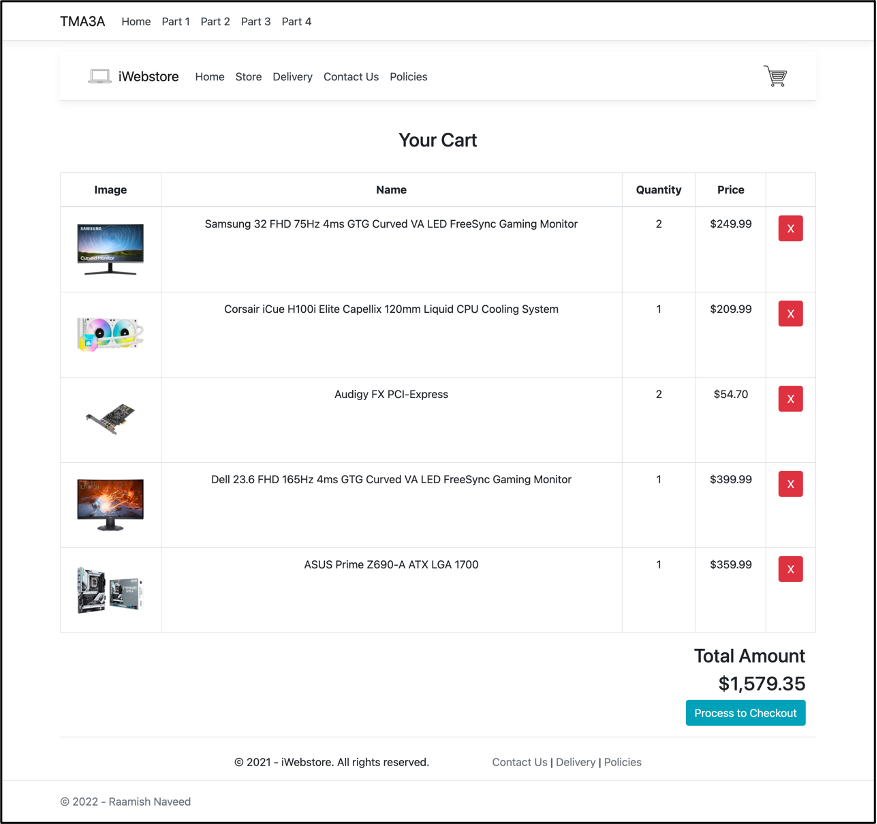 TMA3A Home Part 1 Part 2 Part 3 Part 4
iWebstore Home Store Delivery Contact Us Policies
Your Cart
Image Name Quantity Price
Samsung 32 FHD 75Hz 4ms GTG Curved VA LED FreeSync Gaming Monitor 2 $249.99 X
SAMSUNG
Curved Monitor
Corsair iCue H100i Elite Capellix 120mm Liquid CPU Cooling System 1 $209.99 X
Audigy FX PCI-Express 2 $54.70 X
Dell 23.6 FHD 165Hz 4ms GTG Curved VA LED FreeSync Gaming Monitor 1 $399.99 X
ASUS Prime Z690-A ATX LGA 1700 1 $359.99 X
Total Amount
$1,579.35
Process to Checkout
© 2021 - iWebstore. All rights reserved. Contact Us | Delivery | Policies
© 2022 - Raamish Naveed